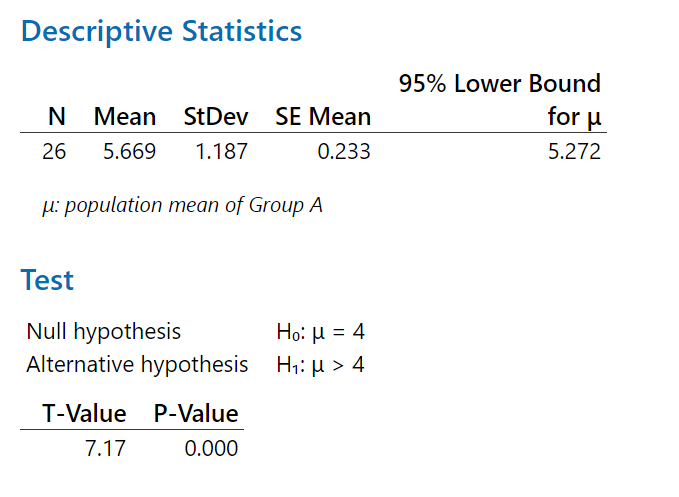 Descriptive Statistics
95% Lower Bound
N Mean StDev SE Mean for μ
26 5.669 1.187 0.233 5.272
μ: population mean of Group A
Test
Null hypothesis H₀: μ = 4
Alternative hypothesis H₁: μ > 4
T-Value P-Value
7.17 0.000